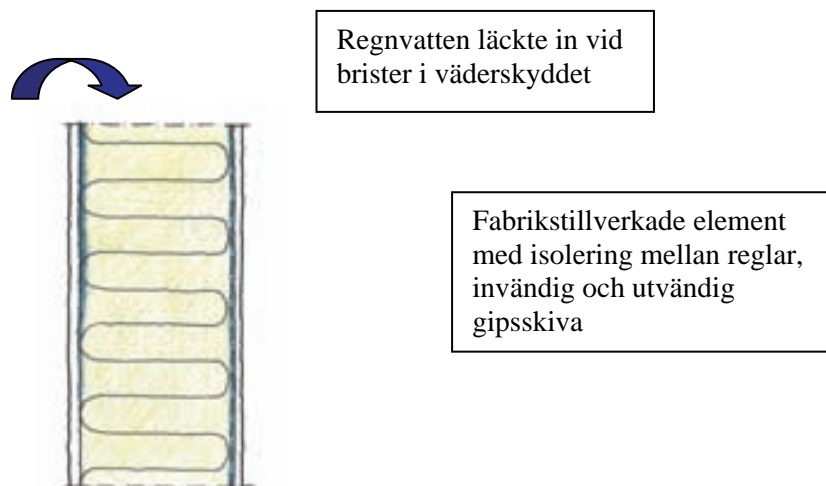 Regnvatten läckte in vid
brister i väderskyddet
Fabrikstillverkade element
med isolering mellan reglar,
invändig och utvändig
gipsskiva